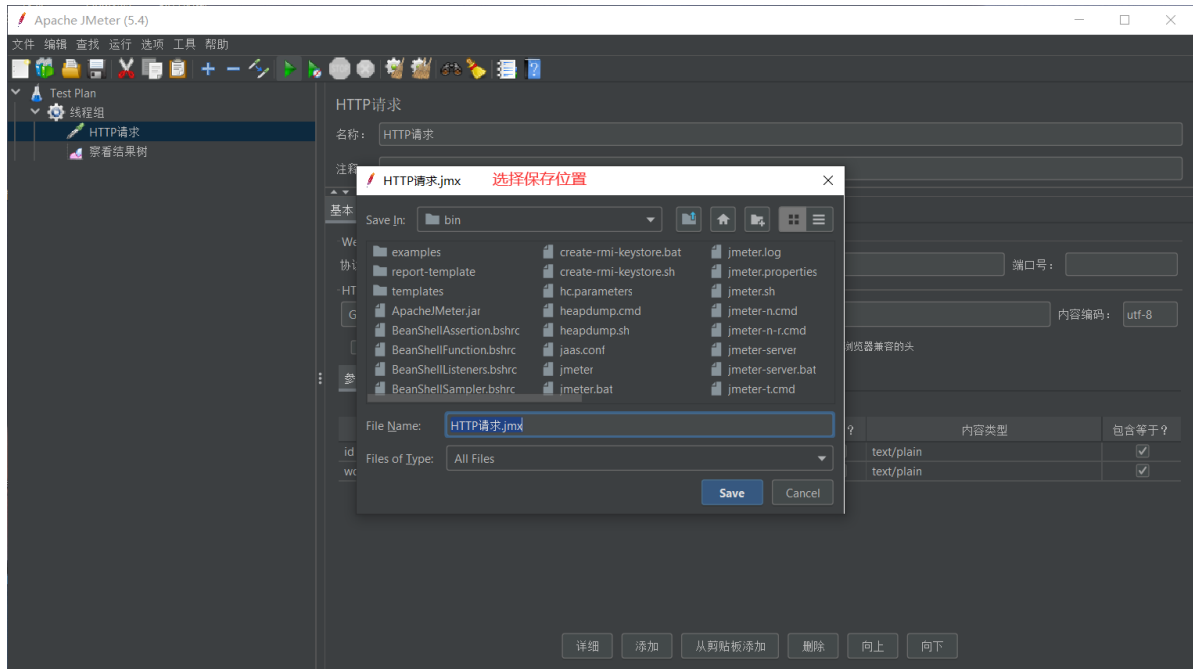 Apache JMeter (5.4)
文件 编辑 查找 运行 选项 工具 帮助
Test Plan
线程组
HTTP请求
察看结果树
HTTP请求
名称： HTTP请求
注释
HTTP请求.jmx 选择保存位置
基本
Save In: bin
We
协议
端口号：
examples create-rmi-keystore.bat jmeter.log
report-template create-rmi-keystore.sh jmeter.properties
HT
templates hc.parameters jmeter.sh
ApacheJMeter.jar heapdump.cmd jmeter-n.cmd
G 内容编码： utf-8
BeanShellAssertion.bshrc heapdump.sh jmeter-n-r.cmd
BeanShellFunction.bshrc jaas.conf jmeter-server
浏览器兼容的头
BeanShellListeners.bshrc jmeter jmeter-server.bat
参
BeanShellSampler.bshrc jmeter.bat jmeter-t.cmd
File Name: HTTP请求.jmx
? 内容类型 包含等于？
id text/plain
Files of Type: All Files
wo text/plain
Save Cancel
详细 添加 从剪贴板添加 删除 向上 向下